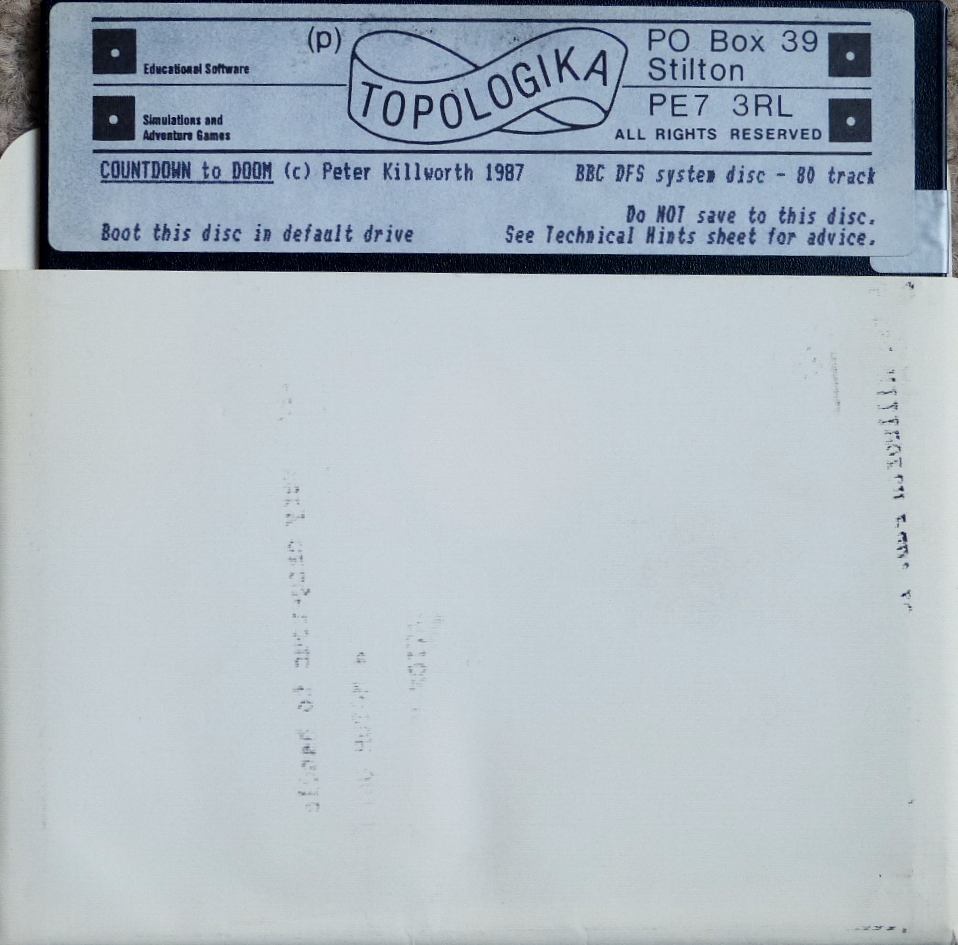 (p)
TOPOLOGIKA
PO Box 39
Stilton
Educational Software
PE7 3RL
Simulations and
Adventure Games
ALL RIGHTS RESERVED
COUNTDOWN to DOOM (c) Peter Killworth 1987 BBC DFS system disc - 80 track
Do NOT save to this disc.
Boot this disc in default drive See Technical Hints sheet for advice.